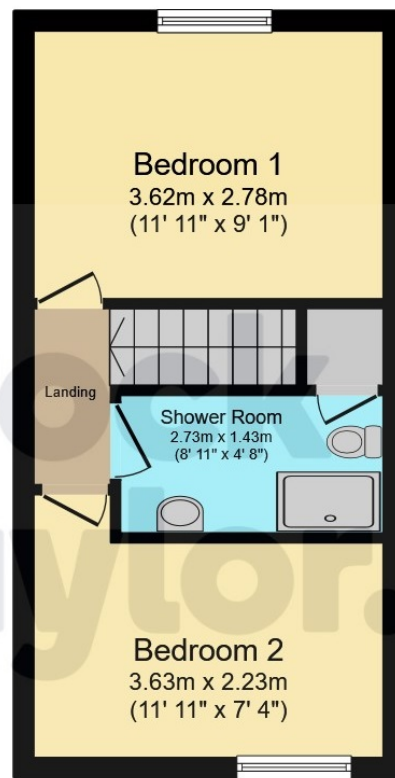 Bedroom 1
3.62m x 2.78m
(11' 11" x 9' 1")
Landing
Shower Room
2.73m x 1.43m
(8' 11" x 4' 8")
Bedroom 2
3.63m x 2.23m
(11' 11" x 7' 4")